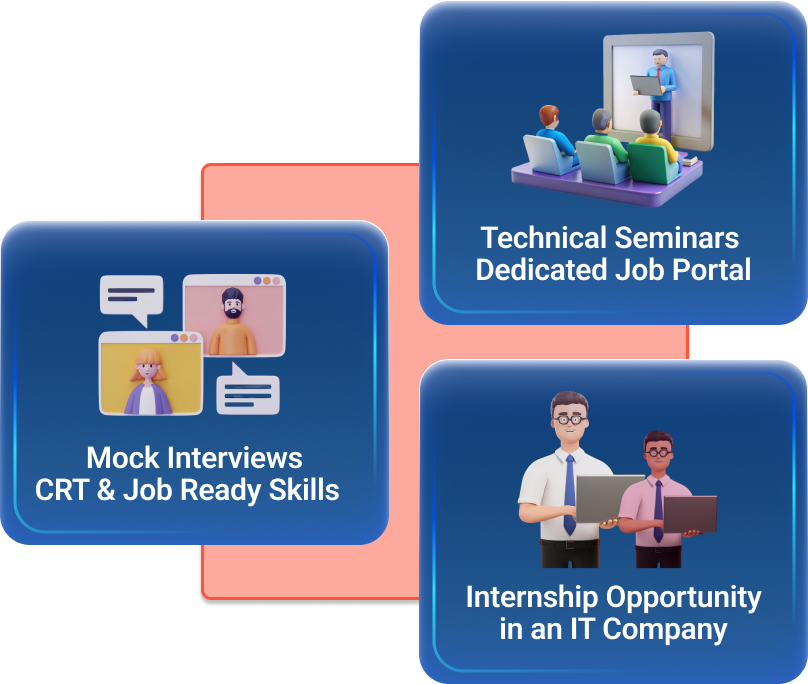 Technical Seminars
Dedicated Job Portal
Mock Interviews
CRT & Job Ready Skills
Internship Opportunity
in an IT Company